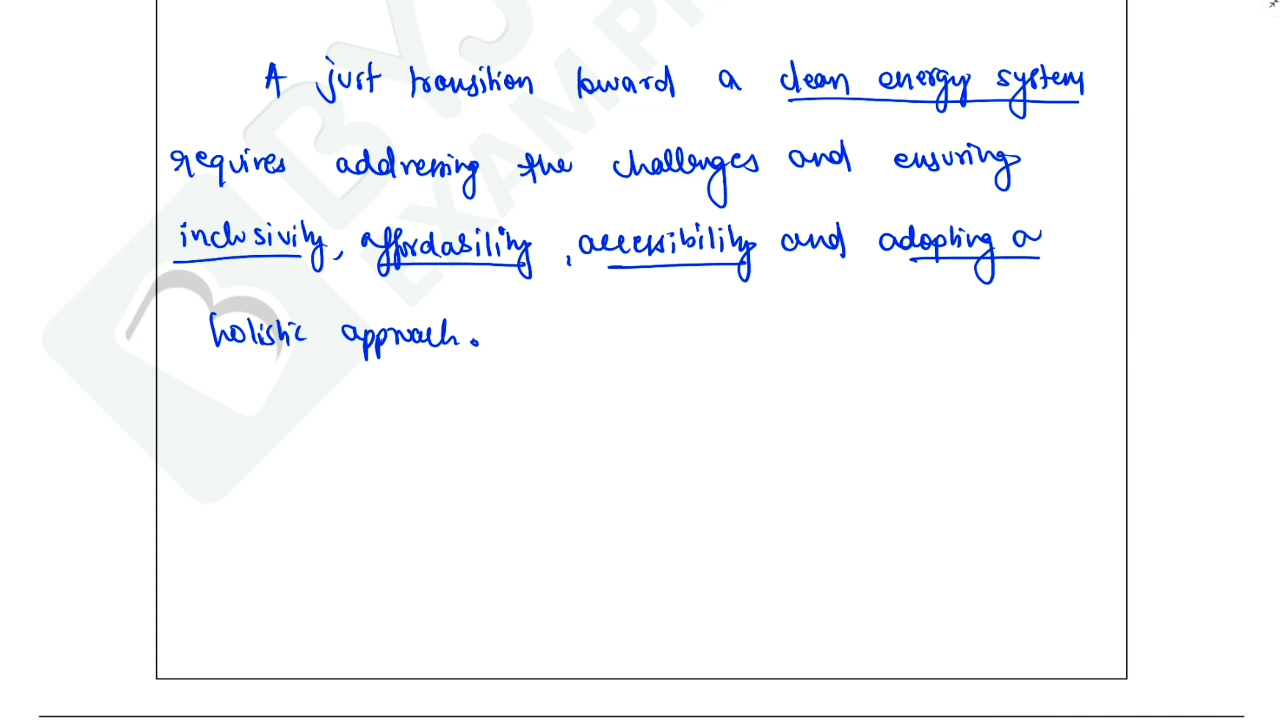 A just transition toward a clean energy system
requires addressing the challenges and ensuring
inclusivity, affordability, accessibility and adopting a
holistic approach.